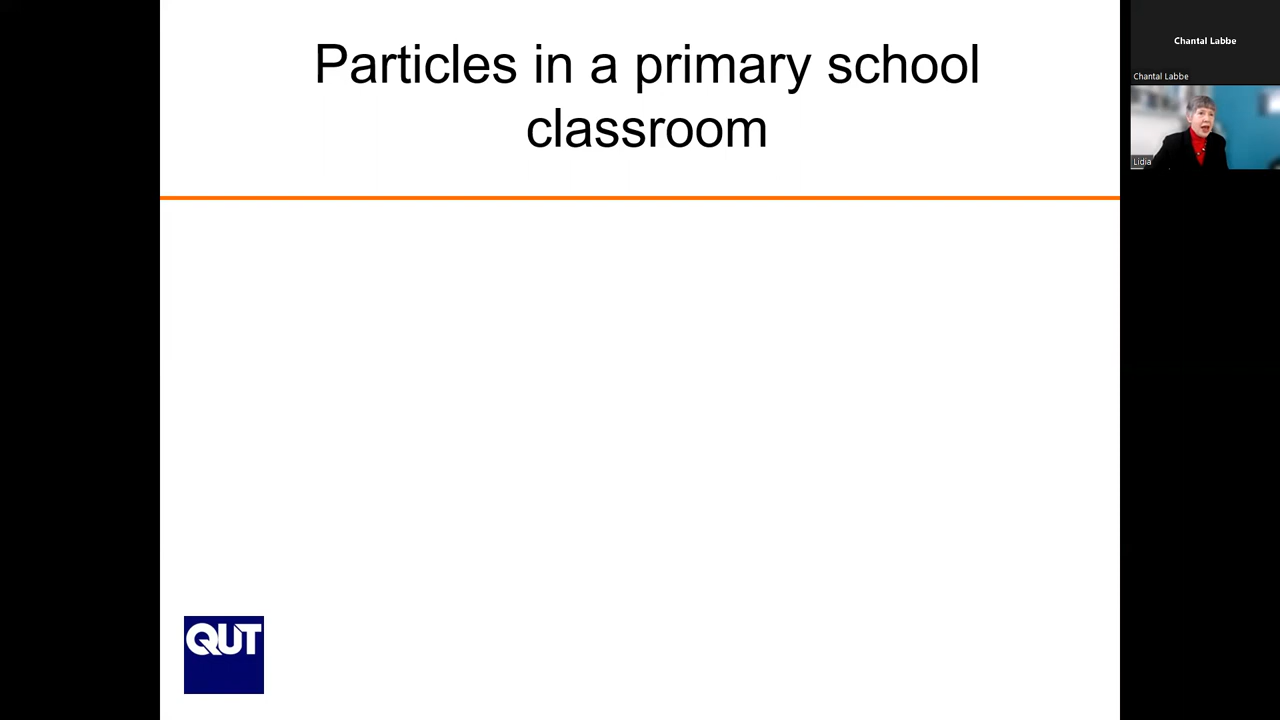 Particles in a primary school
classroom
Chantal Labbe
Chantal Labbe
Lidia
QUT